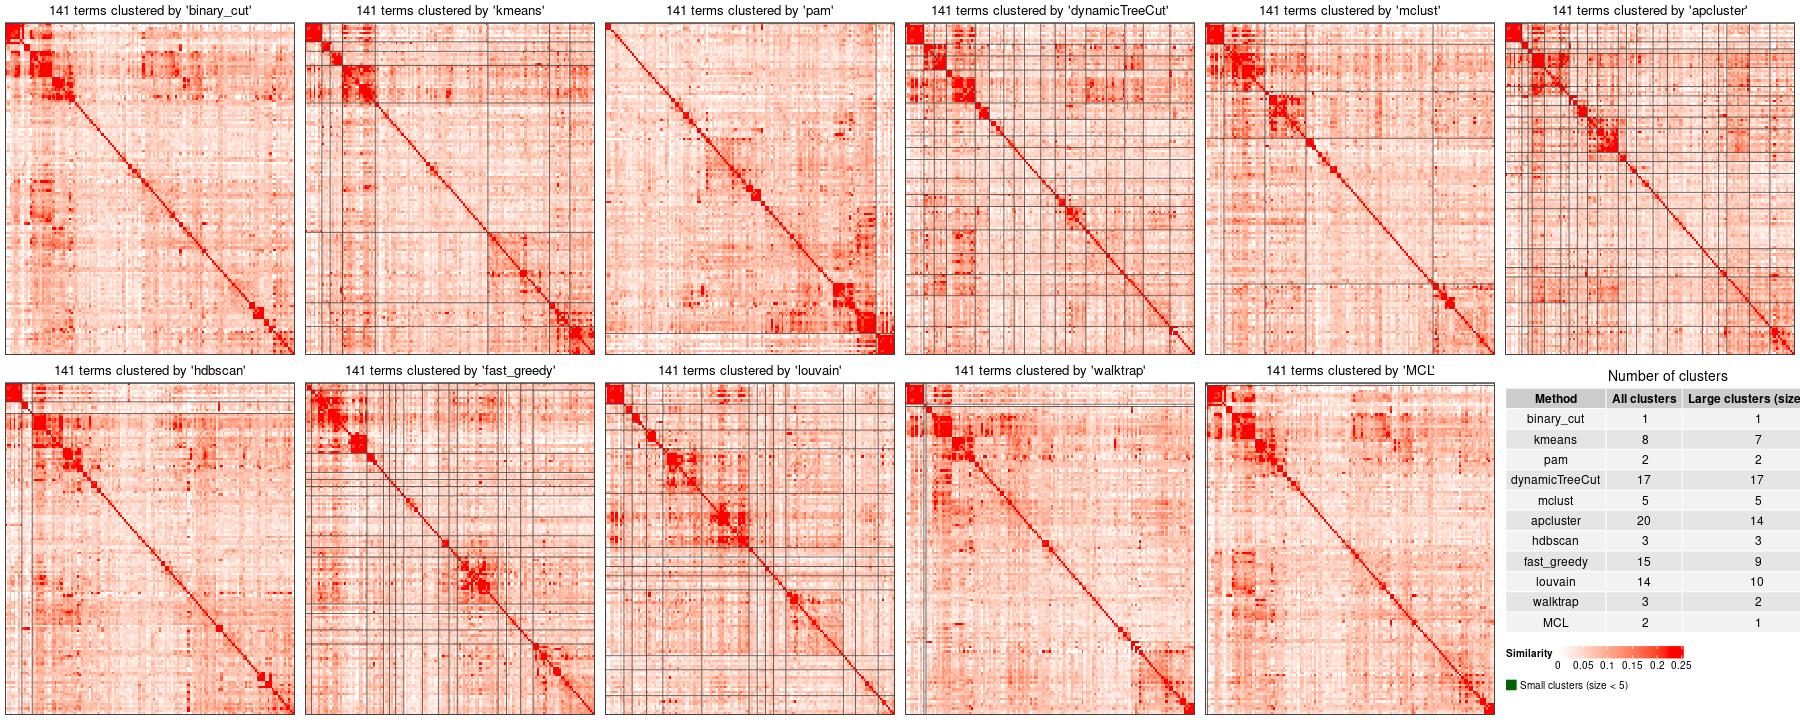 141 terms clustered by 'binary_cut'
141 terms clustered by 'kmeans'
141 terms clustered by 'pam'
141 terms clustered by 'dynamicTreeCut'
141 terms clustered by 'mclust'
141 terms clustered by 'apcluster'
141 terms clustered by 'hdbscan'
141 terms clustered by 'fast_greedy'
141 terms clustered by 'louvain'
141 terms clustered by 'walktrap'
141 terms clustered by 'MCL'
Number of clusters
Method All clusters Large clusters (size
binary_cut 1 1
kmeans 8 7
pam 2 2
dynamicTreeCut 17 17
mclust 5 5
apcluster 20 14
hdbscan 3 3
fast_greedy 15 9
louvain 14 10
walktrap 3 2
MCL 2 1
Similarity
0 0.05 0.1 0.15 0.2 0.25
Small clusters (size < 5)